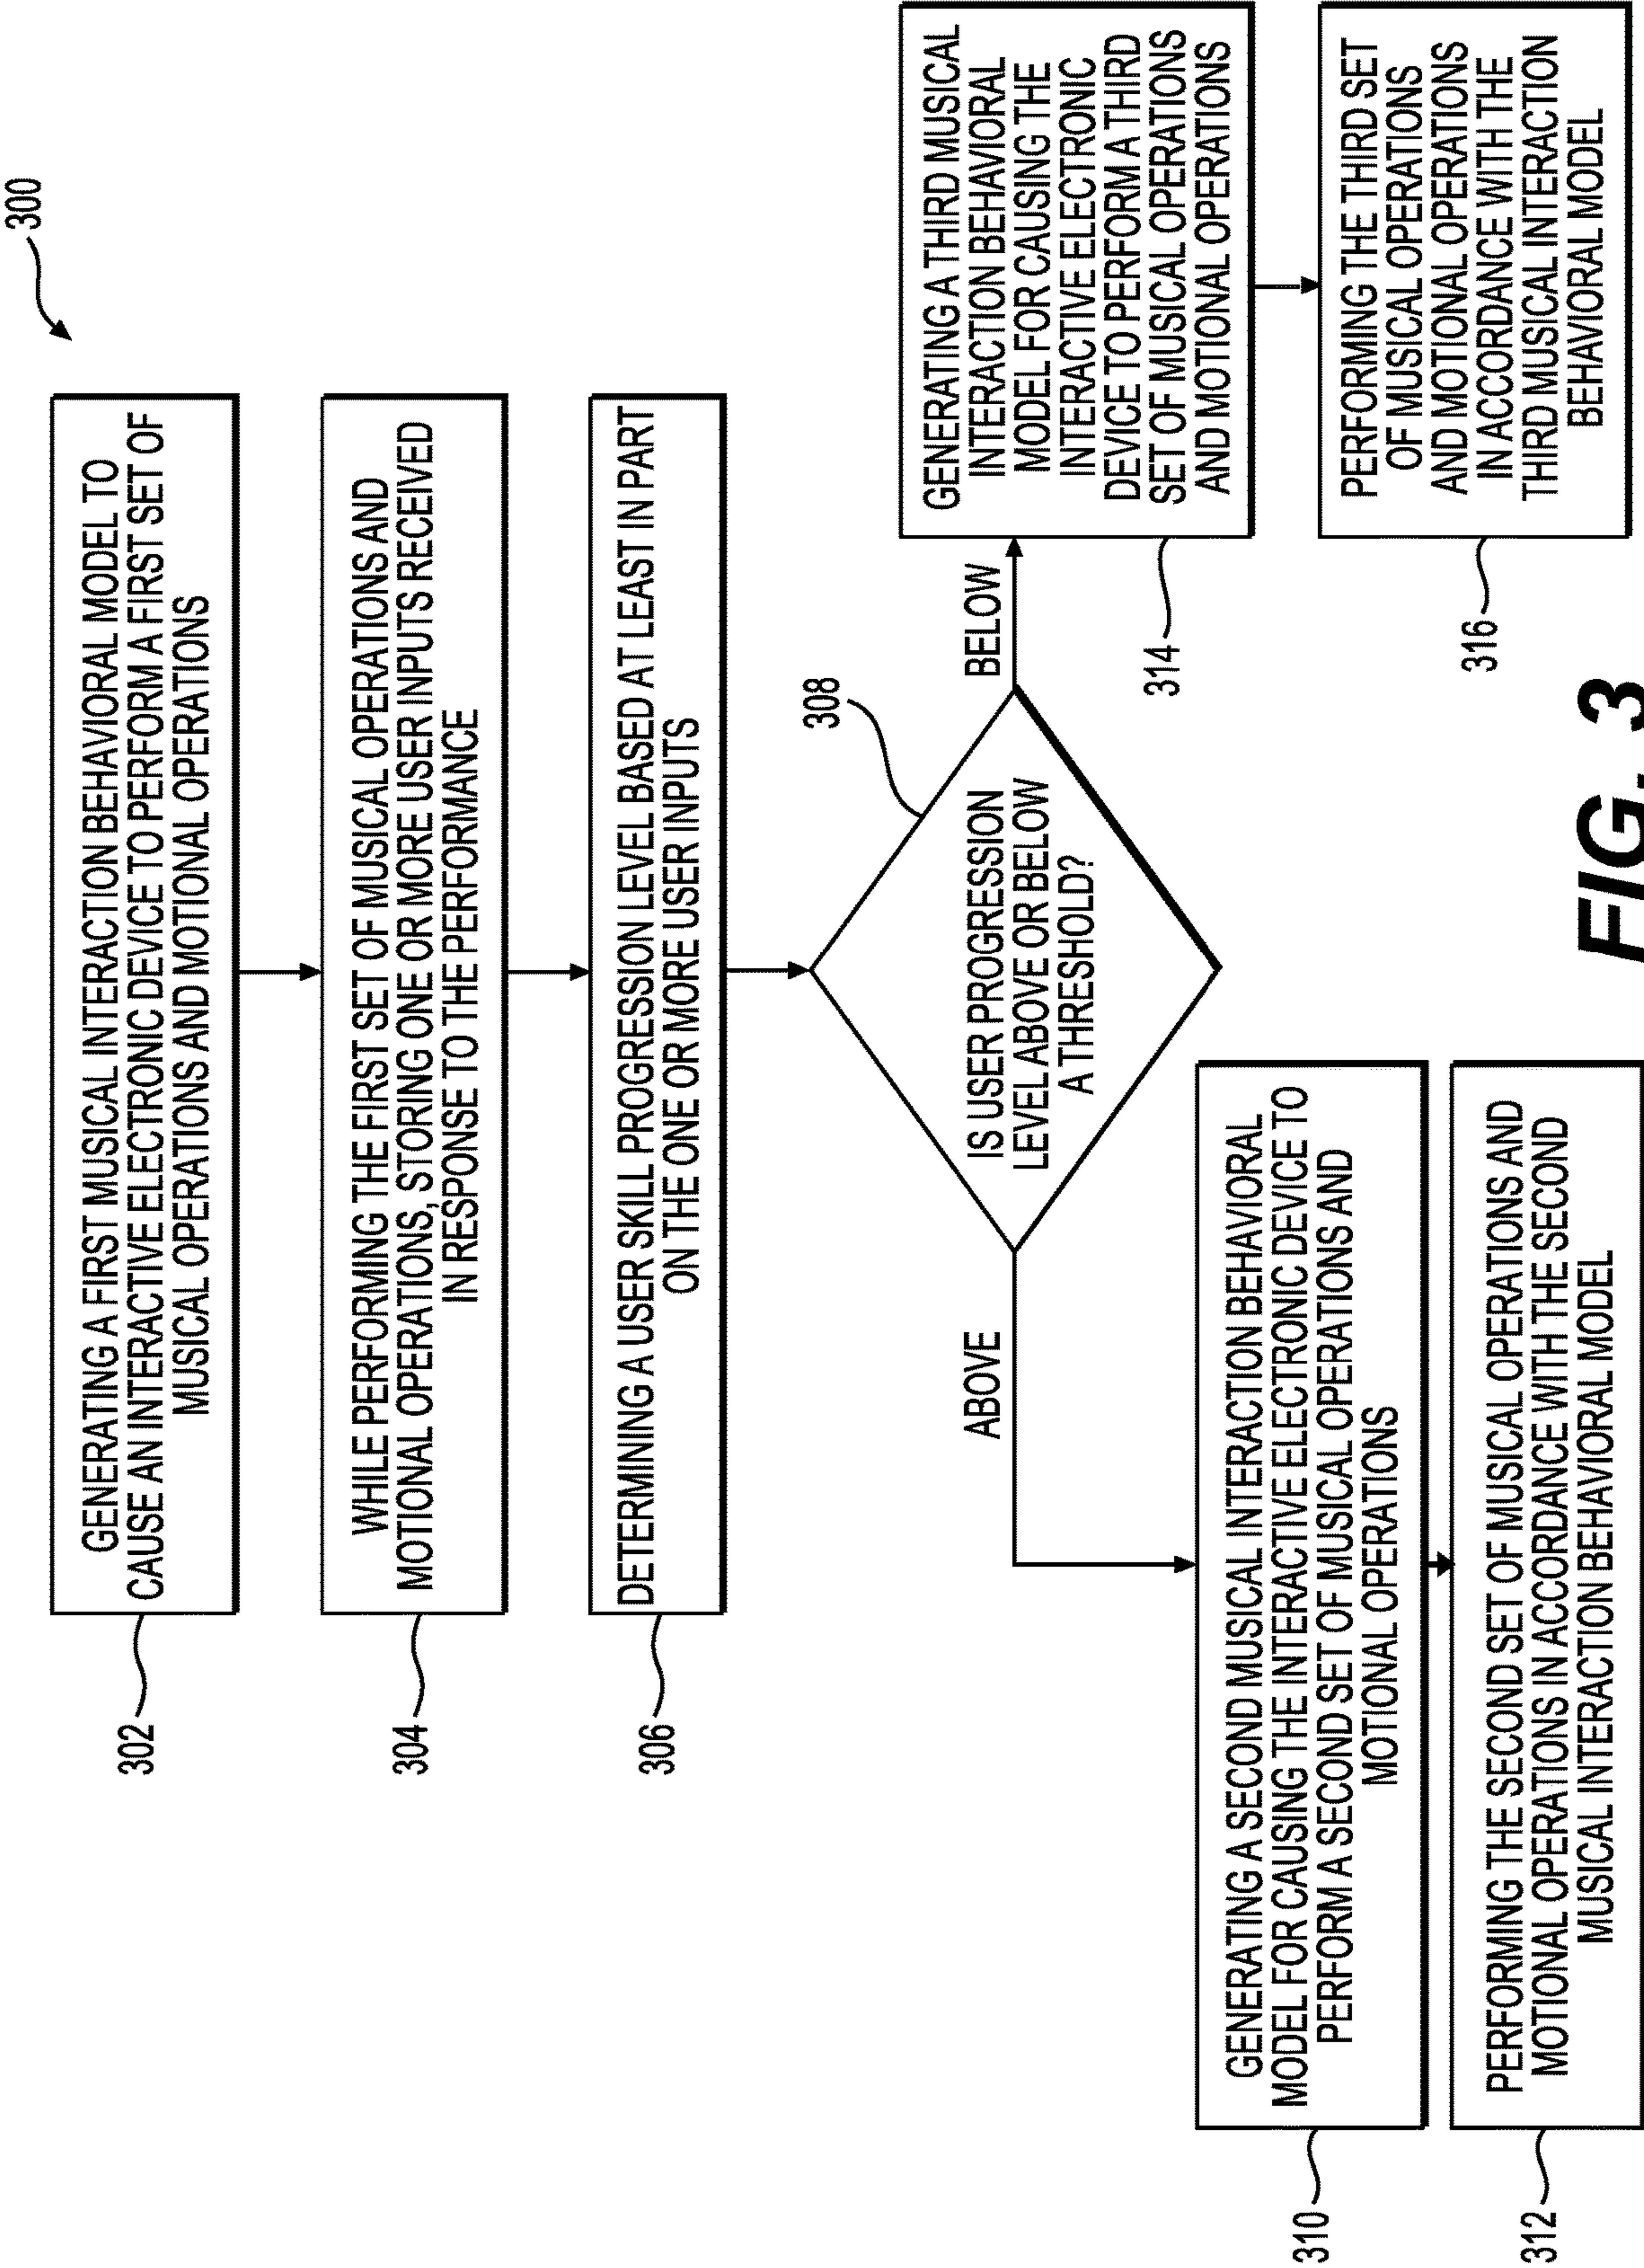 300
GENERATING A FIRST MUSICAL INTERACTION BEHAVIORAL MODEL TO
CAUSE AN INTERACTIVE ELECTRONIC DEVICE TO PERFORM A FIRST SET OF
MUSICAL OPERATIONS AND MOTIONAL OPERATIONS
302
WHILE PERFORMING THE FIRST SET OF MUSICAL OPERATIONS AND
MOTIONAL OPERATIONS, STORING ONE OR MORE USER INPUTS RECEIVED
IN RESPONSE TO THE PERFORMANCE
304
DETERMINING A USER SKILL PROGRESSION LEVEL BASED AT LEAST IN PART
ON THE ONE OR MORE USER INPUTS
306
308
IS USER PROGRESSION
LEVEL ABOVE OR BELOW
A THRESHOLD?
ABOVE
BELOW
GENERATING A SECOND MUSICAL INTERACTION BEHAVIORAL
MODEL FOR CAUSING THE INTERACTIVE ELECTRONIC DEVICE TO
PERFORM A SECOND SET OF MUSICAL OPERATIONS AND
MOTIONAL OPERATIONS
310
PERFORMING THE SECOND SET OF MUSICAL OPERATIONS AND
MOTIONAL OPERATIONS IN ACCORDANCE WITH THE SECOND
MUSICAL INTERACTION BEHAVIORAL MODEL
312
GENERATING A THIRD MUSICAL
INTERACTION BEHAVIORAL
MODEL FOR CAUSING THE
INTERACTIVE ELECTRONIC
DEVICE TO PERFORM A THIRD
SET OF MUSICAL OPERATIONS
AND MOTIONAL OPERATIONS
314
PERFORMING THE THIRD SET
OF MUSICAL OPERATIONS
AND MOTIONAL OPERATIONS
IN ACCORDANCE WITH THE
THIRD MUSICAL INTERACTION
BEHAVIORAL MODEL
316
FIG. 3